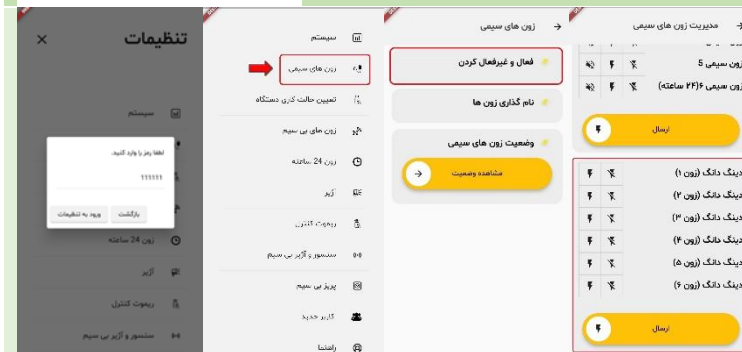 تنظیمات
سیستم
لطفا رمز را وارد کنید.
111111
بازگشت
ورود به تنظیمات
زون 24 ساعته
آژیر
ریموت کنترل
سنسور و آژیر بی سیم
سیستم
زون های سیمی
تعیین حالت کاری دستگاه
زون های بی سیم
زون 24 ساعته
آژیر
ریموت کنترل
سنسور و آژیر بی سیم
پریز بی سیم
کاربر جدید
راهنما
زون های سیمی
فعال و غیرفعال کردن
نام گذاری زون ها
وضعیت زون های سیمی
مشاهده وضعیت
مدیریت زون های سیمی
زون سیمی 5
زون سیمی ۶(۲۴ ساعته)
ارسال
دینگ دانگ (زون ۱)
دینگ دانگ (زون ۲)
دینگ دانگ (زون ۳)
دینگ دانگ (زون ۴)
دینگ دانگ (زون ۵)
دینگ دانگ (زون ۶)
ارسال